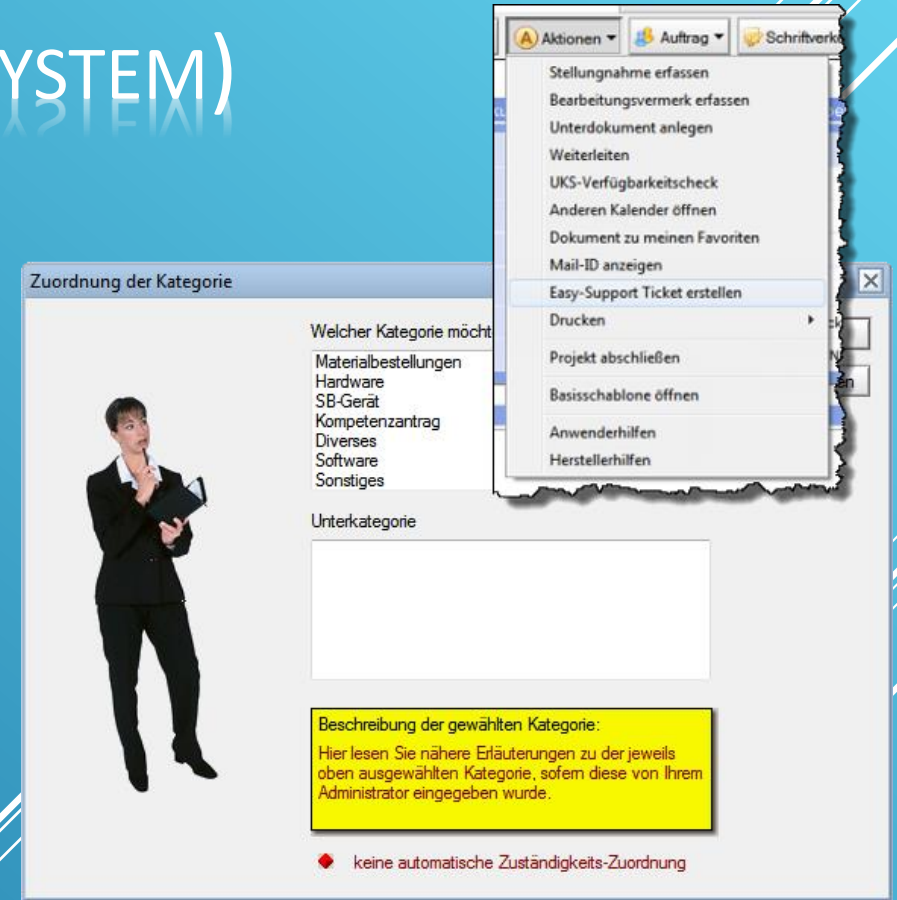 YSTEM)
Aktionen
Auftrag
Stellungnahme erfassen
Bearbeitungsvermerk erfassen
Unterdokument anlegen
Weiterleiten
UKS-Verfügbarkeitscheck
Anderen Kalender öffnen
Dokument zu meinen Favoriten
Mail-ID anzeigen
Easy-Support Ticket erstellen
Drucken
Projekt abschließen
Basisschablone öffnen
Anwenderhilfen
Herstellerhilfen
Zuordnung der Kategorie
Welcher Kategorie
Materialbestellungen
Hardware
SB-Gerät
Kompetenzantrag
Diverses
Software
Sonstiges
Unterkategorie
Beschreibung der gewählten Kategorie:
Hier lesen Sie nähere Erläuterungen zu der jeweils
oben ausgewählten Kategorie, sofern diese von Ihrem
Administrator eingegeben wurde.
keine automatische Zuständigkeits-Zuordnung